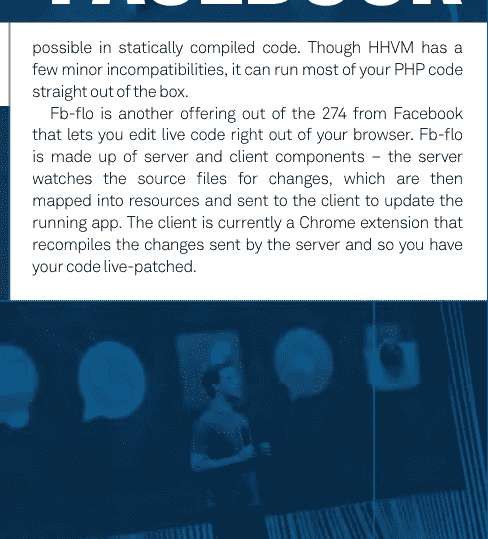 FACEBOOK
possible in statically compiled code. Though HHVM has a
few minor incompatibilities, it can run most of your PHP code
straight out of the box.
Fb-flo is another offering out of the 274 from Facebook
that lets you edit live code right out of your browser. Fb-flo
is made up of server and client components – the server
watches the source files for changes, which are then
mapped into resources and sent to the client to update the
running app. The client is currently a Chrome extension that
recompiles the changes sent by the server and so you have
your code live-patched.